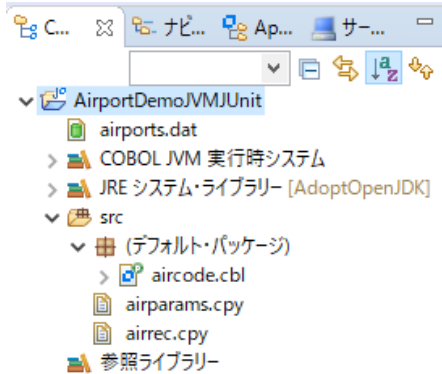 C... ナビ... Ap... サー...
AirportDemoJVMJUnit
airports.dat
COBOL JVM 実行時システム
JRE システム・ライブラリー [AdoptOpenJDK]
src
(デフォルト・パッケージ)
aircode.cbl
airparams.cpy
airrec.cpy
参照ライブラリー